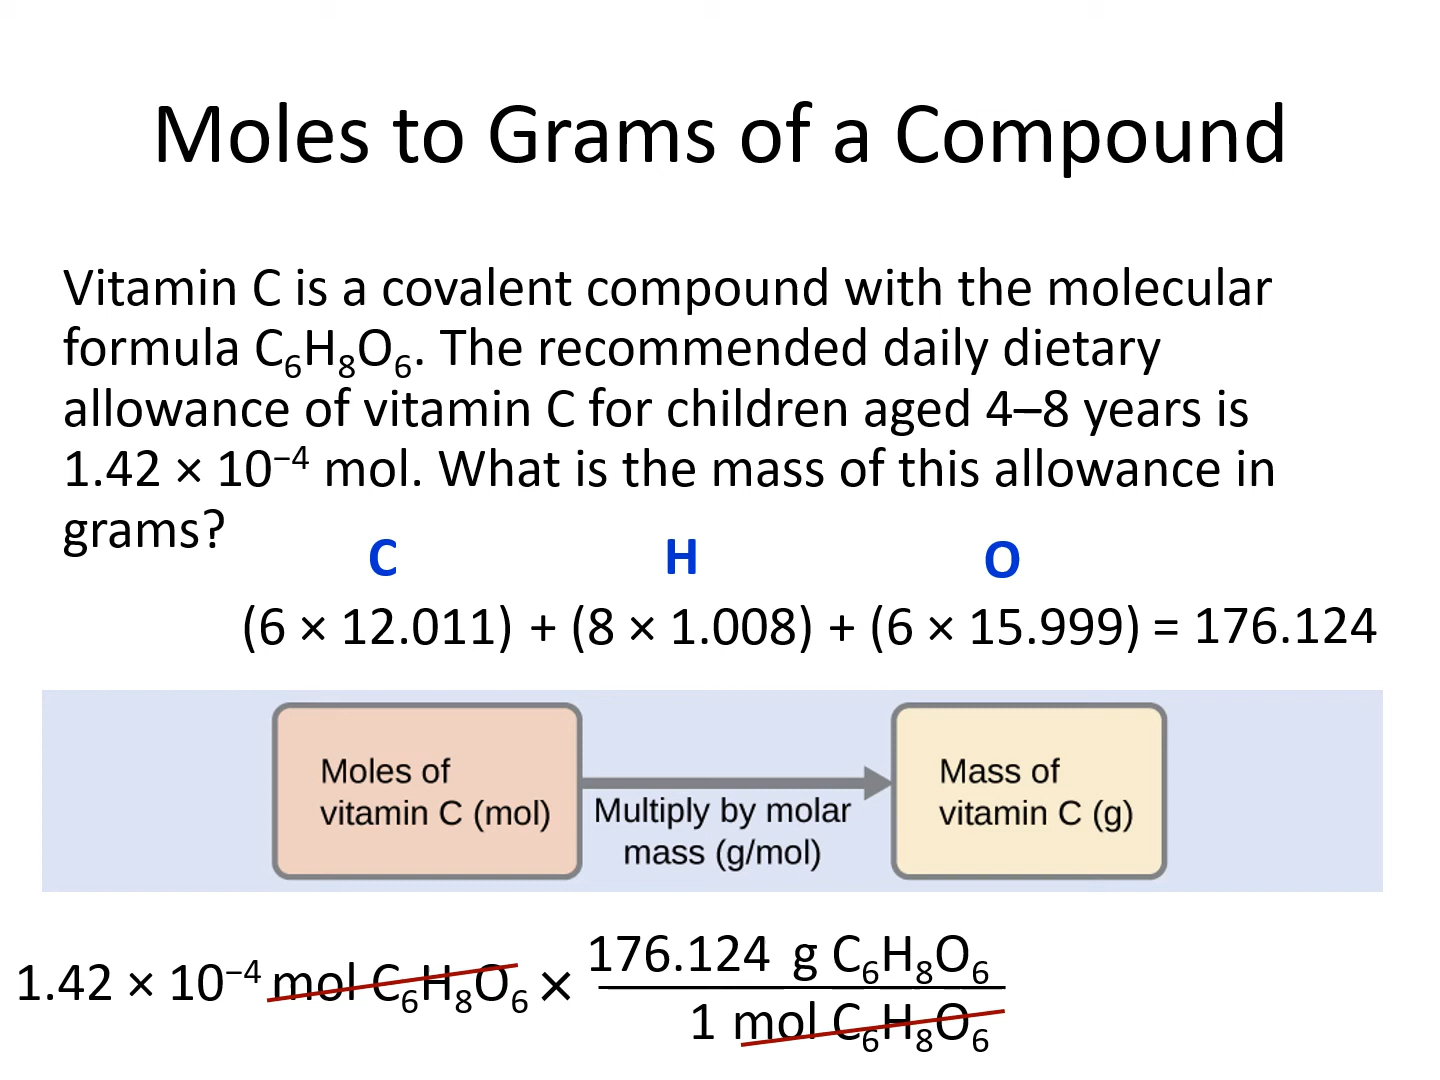 Moles to Grams of a Compound
Vitamin C is a covalent compound with the molecular
formula C₆H₈O₆. The recommended daily dietary
allowance of vitamin C for children aged 4–8 years is
1.42 × 10⁻⁴ mol. What is the mass of this allowance in
grams?
C H O
(6 × 12.011) + (8 × 1.008) + (6 × 15.999) = 176.124
Moles of
vitamin C (mol)
Multiply by molar
mass (g/mol)
Mass of
vitamin C (g)
1.42 × 10⁻⁴ mol C₆H₈O₆ ×
176.124 g C₆H₈O₆
1 mol C₆H₈O₆